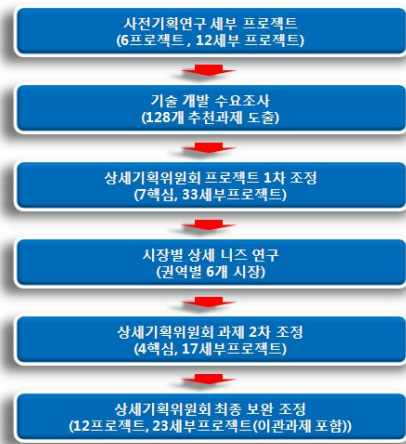 사전기획연구 세부 프로젝트
(6프로젝트, 12세부 프로젝트)
기술 개발 수요조사
(128개 추천과제 도출)
상세기획위원회 프로젝트 1차 조정
(7핵심, 33세부프로젝트)
시장별 상세 니즈 연구
(권역별 6개 시장)
상세기획위원회 과제 2차 조정
(4핵심, 17세부프로젝트)
상세기획위원회 최종 보완 조정
(12프로젝트, 23세부프로젝트(이관과제 포함))